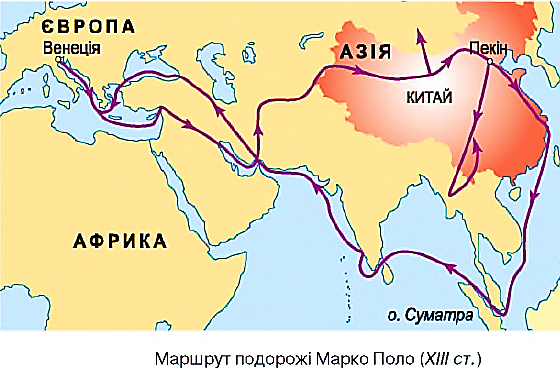 ЄВРОПА
Венеція
АЗІЯ
Пекін
КИТАЙ
АФРИКА
о. Суматра
Маршрут подорожі Марко Поло (XIII ст.)